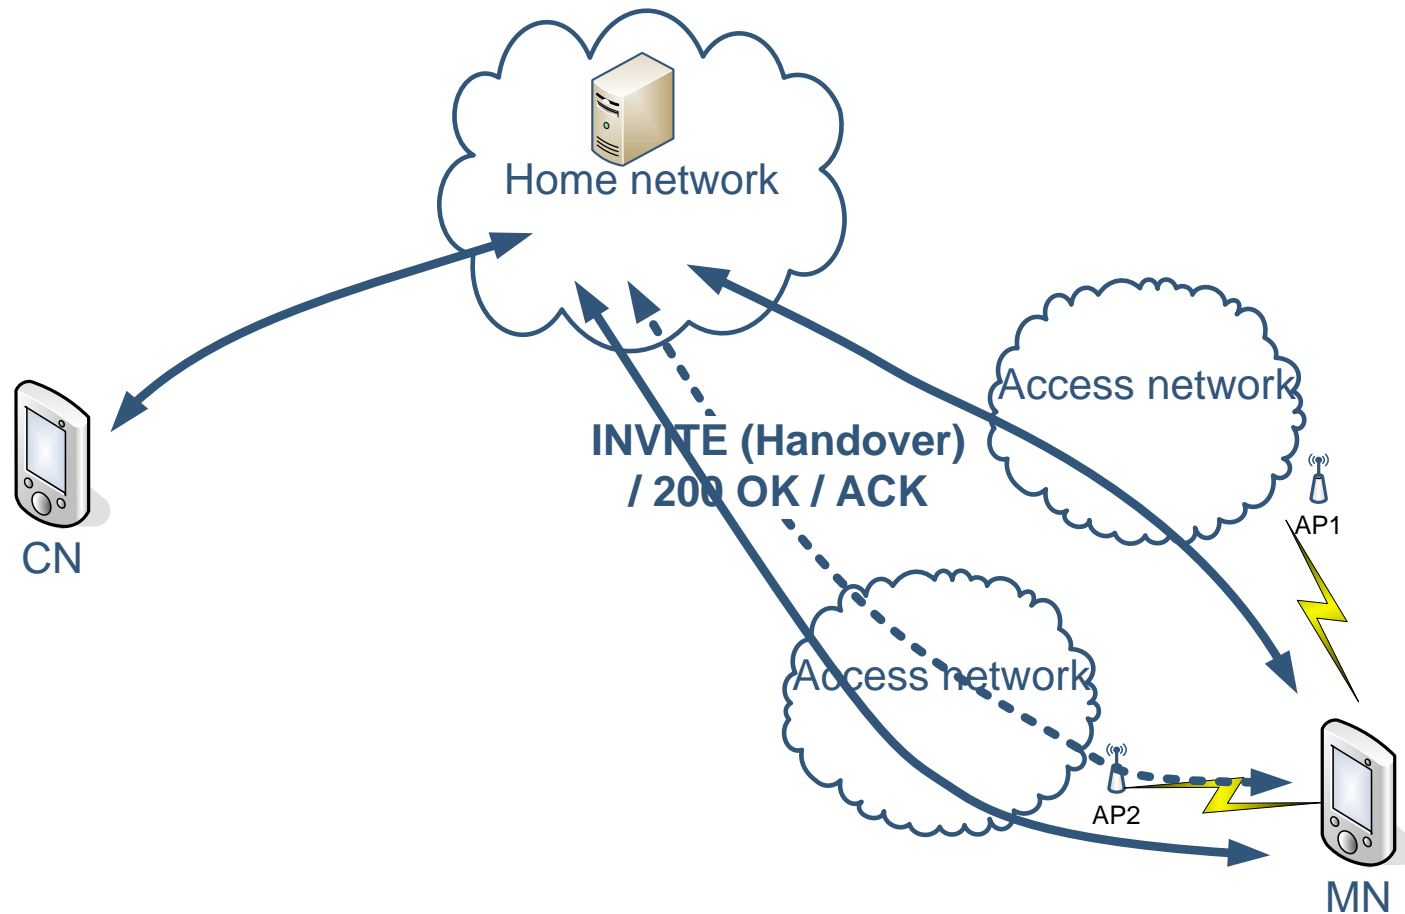 Home network
Access network
INVITE (Handover)
/ 200 OK / ACK
AP1
CN
Access network
AP2
MN